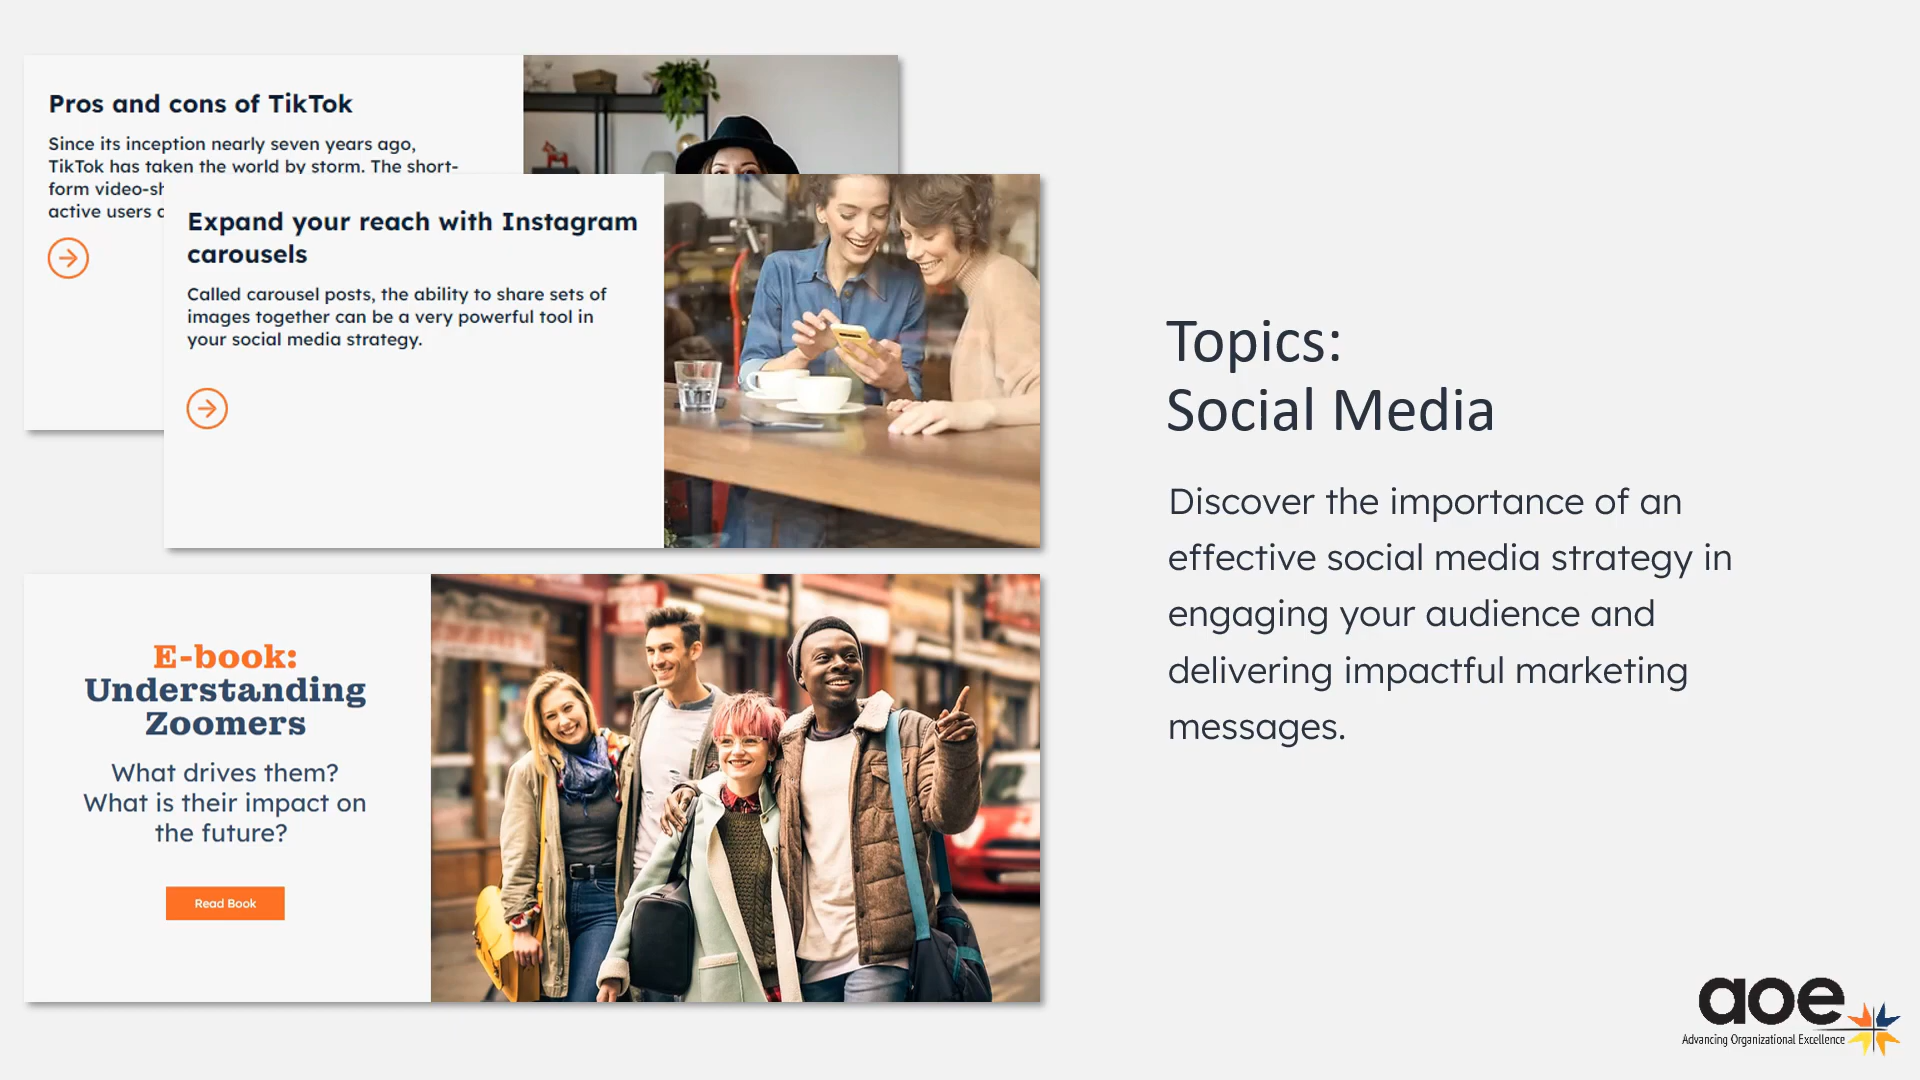 Pros and cons of TikTok
Since its inception nearly seven years ago,
TikTok has taken the world by storm. The short-
form video-sh
active users
Expand your reach with Instagram
carousels
Called carousel posts, the ability to share sets of
images together can be a very powerful tool in
your social media strategy.
E-book:
Understanding
Zoomers
What drives them?
What is their impact on
the future?
Read Book
Topics:
Social Media
Discover the importance of an
effective social media strategy in
engaging your audience and
delivering impactful marketing
messages.
aoe
Advancing Organizational Excellence